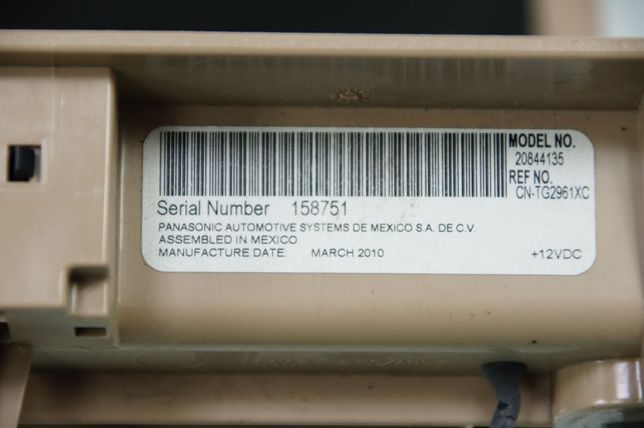 MODEL NO.
20844135
REF NO.
CN-TG2961XC
Serial Number 158751
PANASONIC AUTOMOTIVE SYSTEMS DE MEXICO S.A. DE C.V.
ASSEMBLED IN MEXICO
MANUFACTURE DATE: MARCH 2010 +12VDC